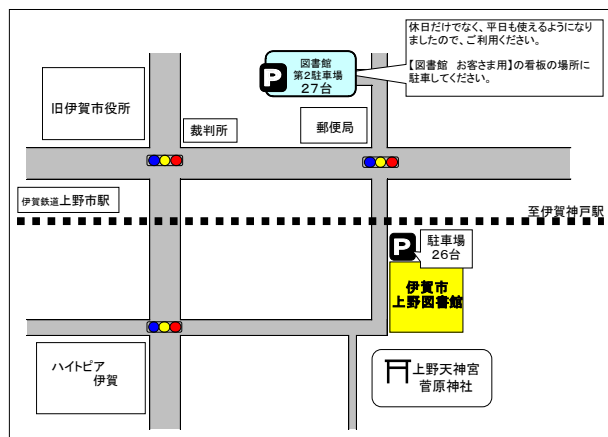 休日だけでなく、平日も使えるようになり
ましたので、ご利用ください。
【図書館　お客さま用】の看板の場所に
駐車してください。
P
図書館
第2駐車場
27台
旧伊賀市役所
裁判所
郵便局
伊賀鉄道上野市駅
至伊賀神戸駅
P
駐車場
26台
伊賀市
上野図書館
ハイトピア
伊賀
上野天神宮
菅原神社